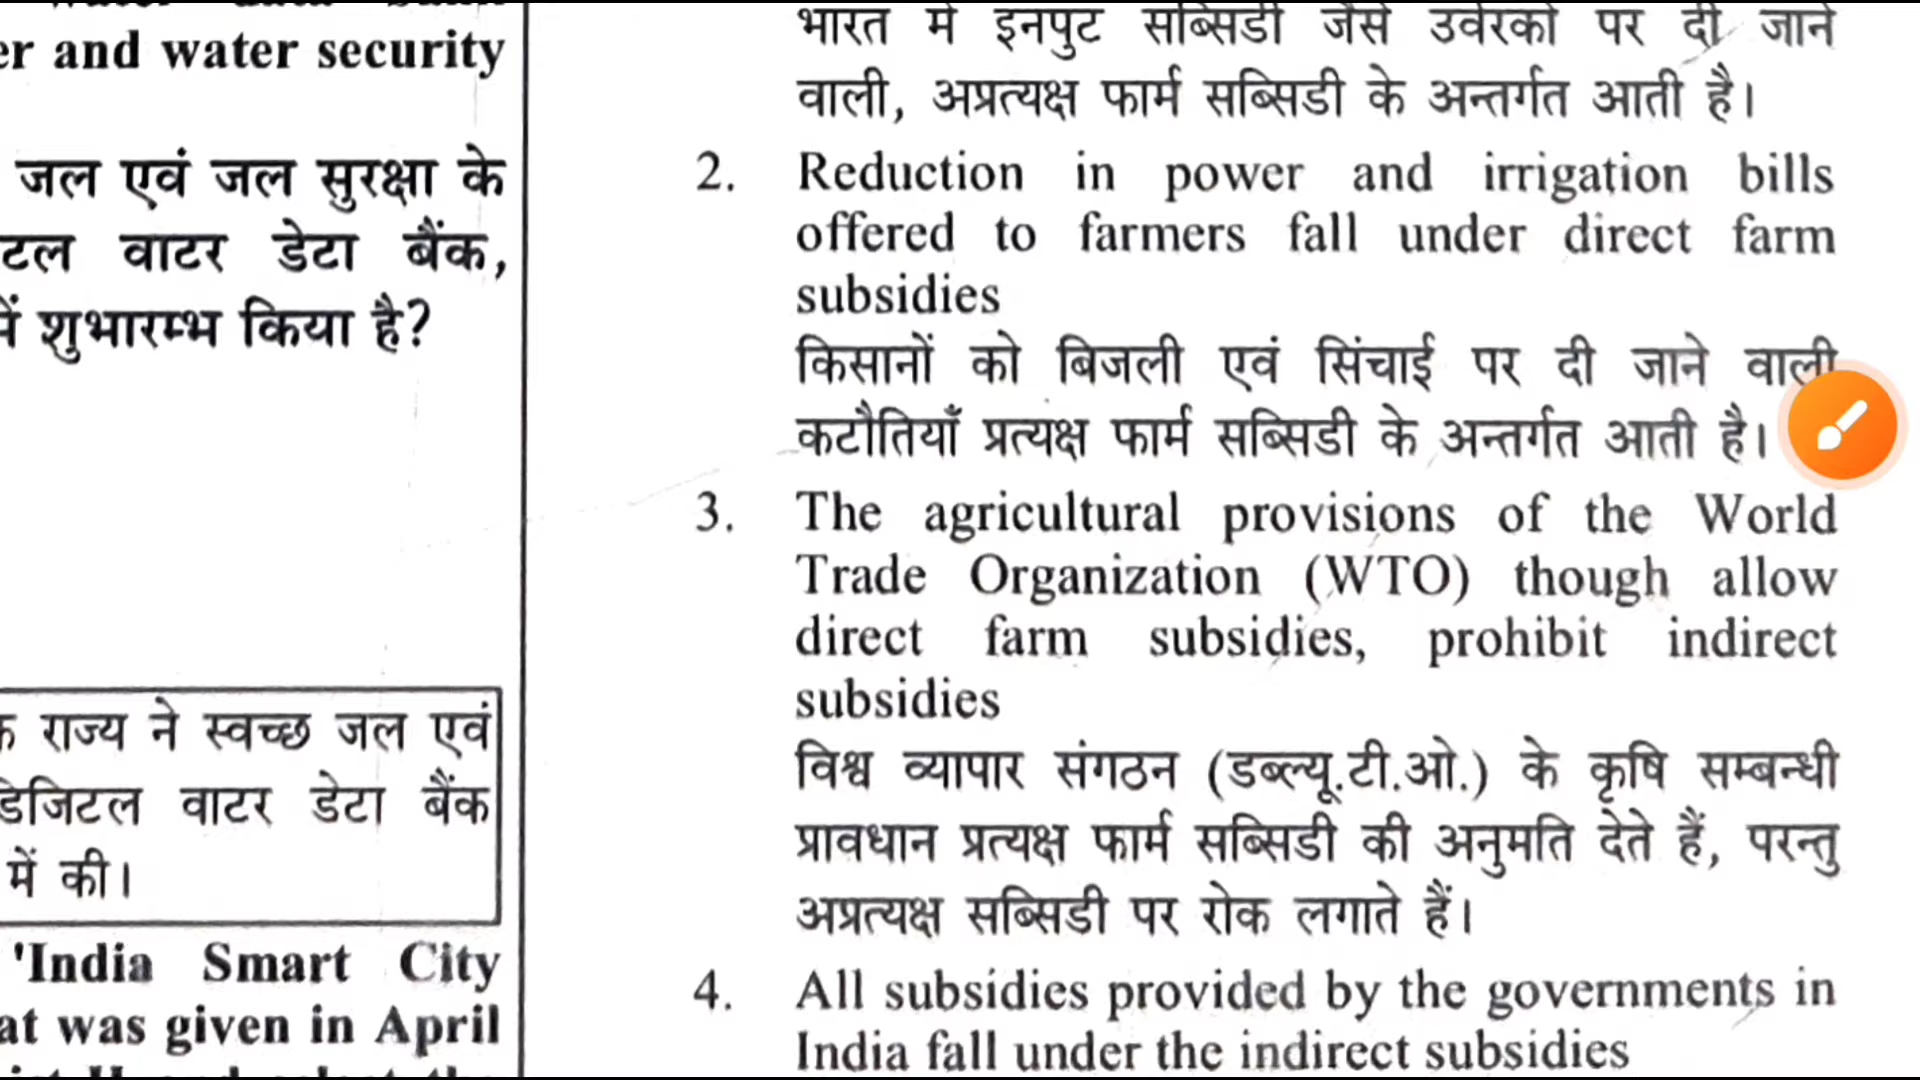 er and water security
जल एवं जल सुरक्षा के
टल वाटर डेटा बैंक,
में शुभारम्भ किया है?
राज्य ने स्वच्छ जल एवं
डिजिटल वाटर डेटा बैंक
में की।
'India Smart City
at was given in April
भारत में इनपुट सब्सिडी जैसे उर्वरकों पर दी जाने
वाली, अप्रत्यक्ष फार्म सब्सिडी के अन्तर्गत आती है।
2. Reduction in power and irrigation bills
offered to farmers fall under direct farm
subsidies
किसानों को बिजली एवं सिंचाई पर दी जाने वाली
कटौतियाँ प्रत्यक्ष फार्म सब्सिडी के अन्तर्गत आती है।
3. The agricultural provisions of the World
Trade Organization (WTO) though allow
direct farm subsidies, prohibit indirect
subsidies
विश्व व्यापार संगठन (डब्ल्यू.टी.ओ.) के कृषि सम्बन्धी
प्रावधान प्रत्यक्ष फार्म सब्सिडी की अनुमति देते हैं, परन्तु
अप्रत्यक्ष सब्सिडी पर रोक लगाते हैं।
4. All subsidies provided by the governments in
India fall under the indirect subsidies